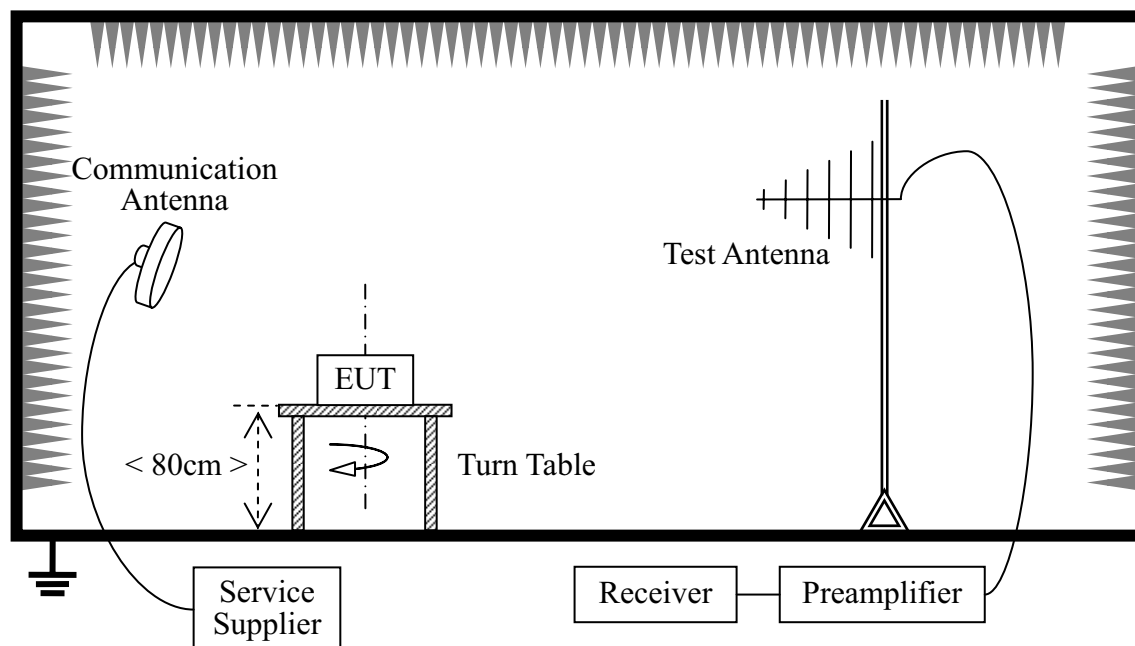 Communication
Antenna
Test Antenna
EUT
< 80cm >
Turn Table
Service
Supplier
Receiver
Preamplifier